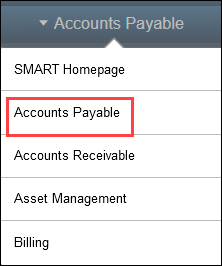 Accounts Payable
SMART Homepage
Accounts Payable
Accounts Receivable
Asset Management
Billing